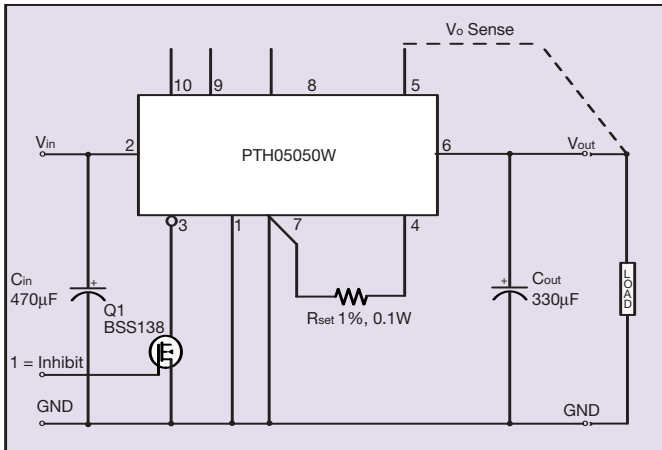 Vo Sense
10
9
8
5
Vin
2
PTH05050W
6
Vout
3
1
7
4
Cin
470µF
+
Q1
BSS138
Rset 1%, 0.1W
+
Cout
330µF
LOAD
1 = Inhibit
GND
GND